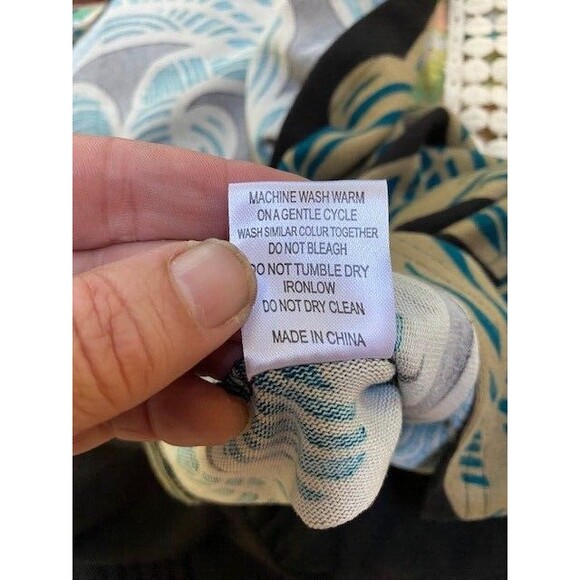 MACHINE WASH WARM
ON A GENTLE CYCLE
WASH SIMILAR COLUR TOGETHER
DO NOT BLEAGH
DO NOT TUMBLE DRY
IRONLOW
DO NOT DRY CLEAN
MADE IN CHINA